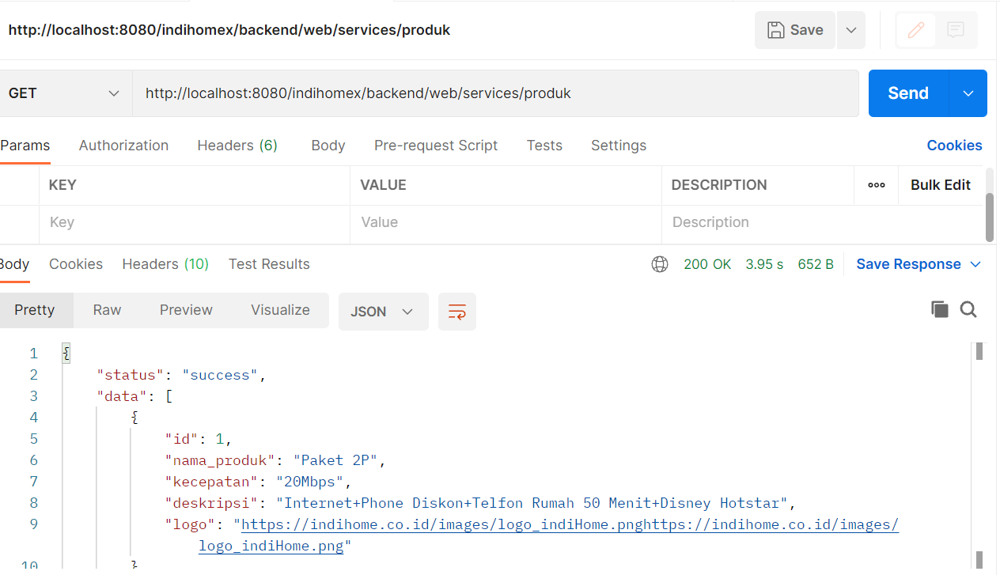 http://localhost:8080/indihomex/backend/web/services/produk
Save
GET
http://localhost:8080/indihomex/backend/web/services/produk
Send
Params Authorization Headers (6) Body Pre-request Script Tests Settings Cookies
KEY VALUE DESCRIPTION Bulk Edit
Key Value Description
Body Cookies Headers (10) Test Results 200 OK 3.95 s 652 B Save Response
Pretty Raw Preview Visualize JSON
1 {
2 "status": "success",
3 "data": [
4 {
5 "id": 1,
6 "nama_produk": "Paket 2P",
7 "kecepatan": "20Mbps",
8 "deskripsi": "Internet+Phone Diskon+Telfon Rumah 50 Menit+Disney Hotstar",
9 "logo": "https://indihome.co.id/images/logo_indiHome.pnghttps://indihome.co.id/images/
logo_indiHome.png"
10 }